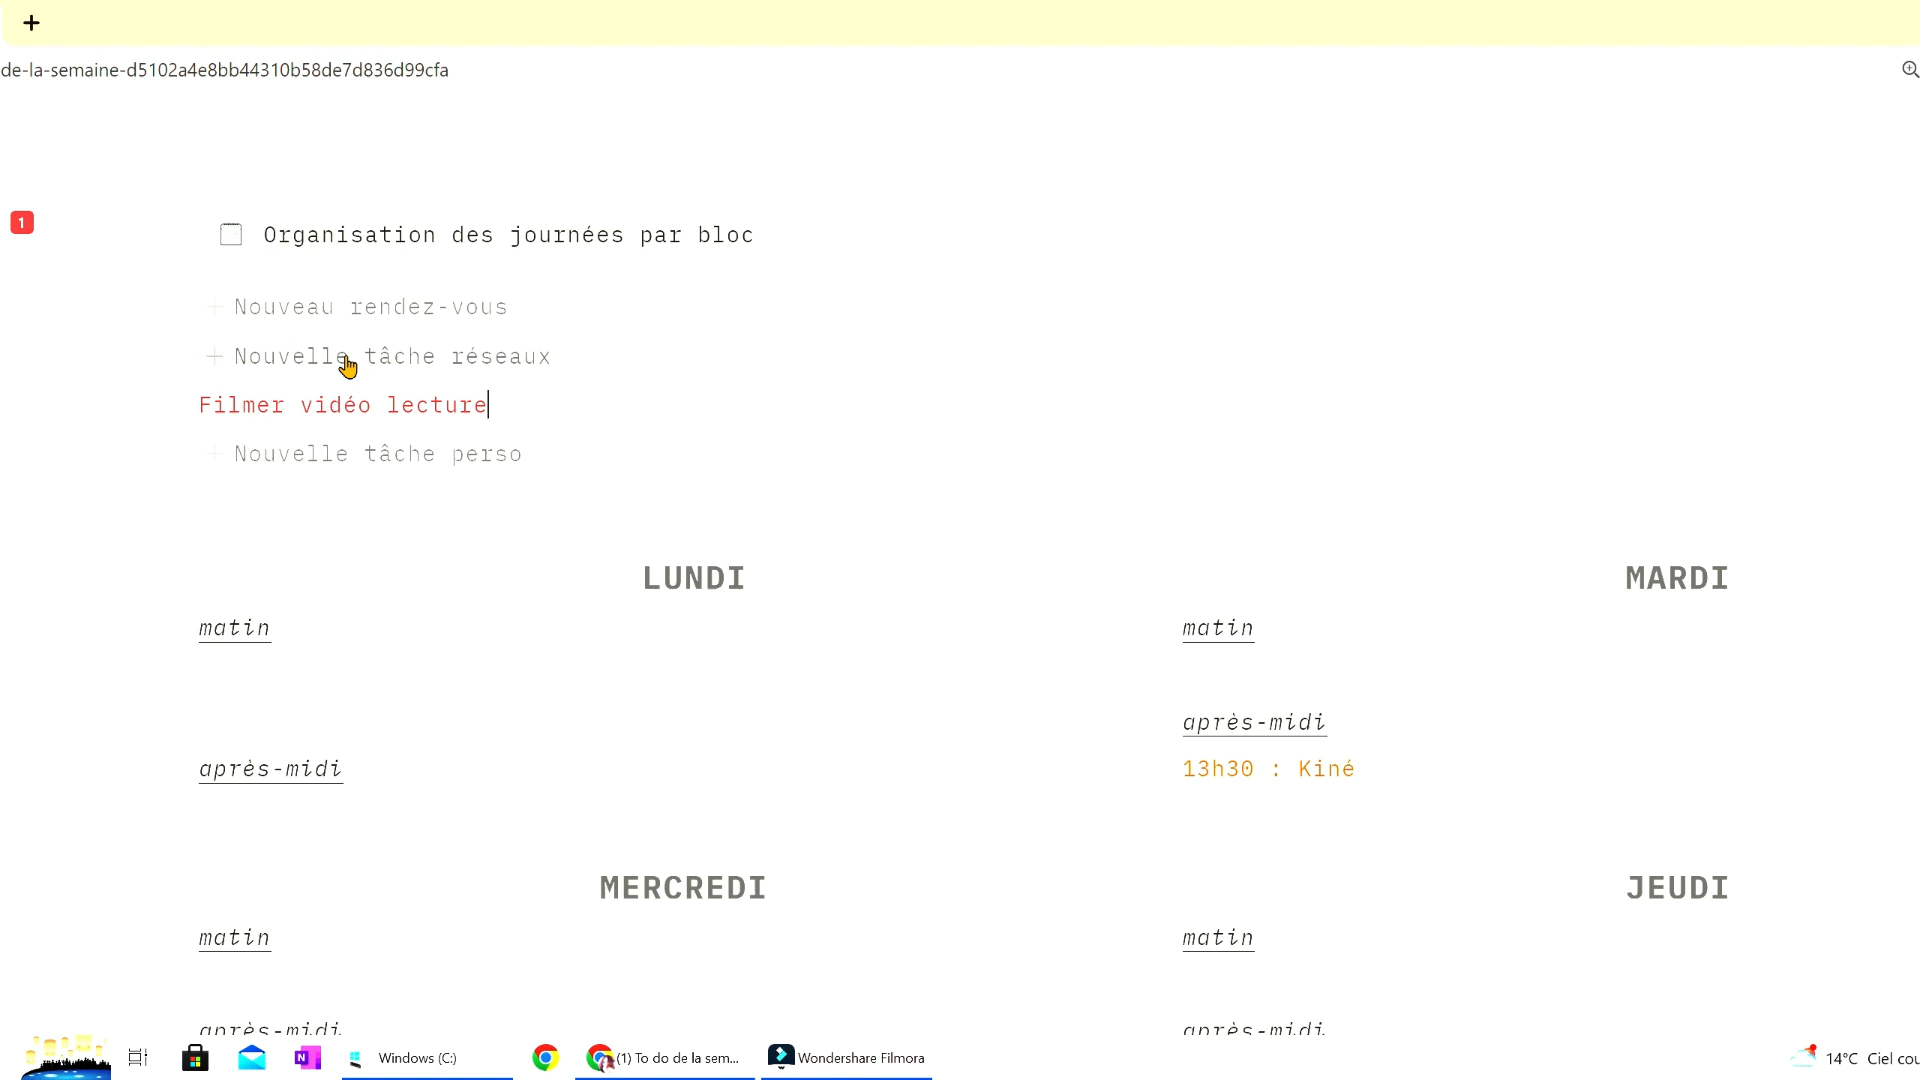 de-la-semaine-d5102a4e8bb44310b58de7d836d99cfa
1
Organisation des journées par bloc
Nouveau rendez-vous
Nouvelle tâche réseaux
Filmer vidéo lecture
Nouvelle tâche perso
LUNDI
matin
après-midi
MARDI
matin
après-midi
13h30 : Kiné
MERCREDI
matin
après-midi
JEUDI
matin
après-midi
N
Windows (C:)
(1) To do de la sem...
Wondershare Filmora
14°C Ciel cou